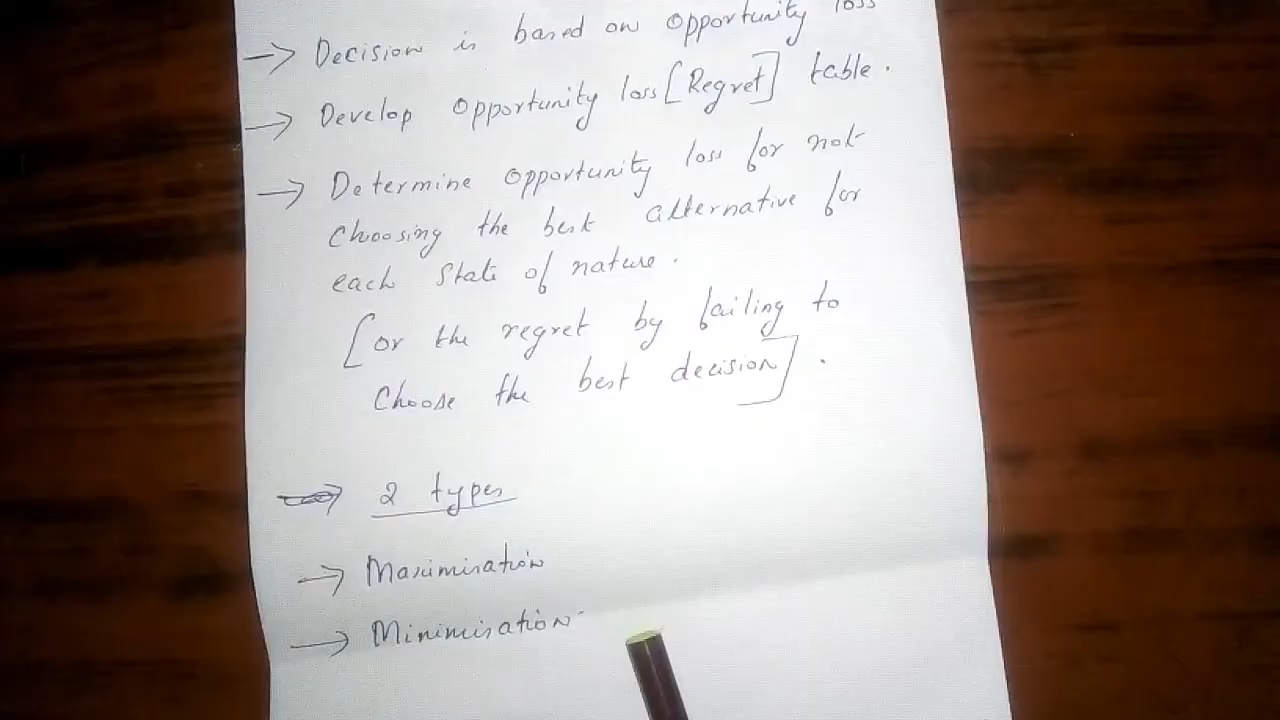 → Decision is based on opportunity loss
→ Develop opportunity loss [Regret] table.
→ Determine opportunity loss for not
choosing the best alternative for
each state of nature.
[or the regret by failing to
choose the best decision].
→ 2 types
→ Maximisation
→ Minimisation